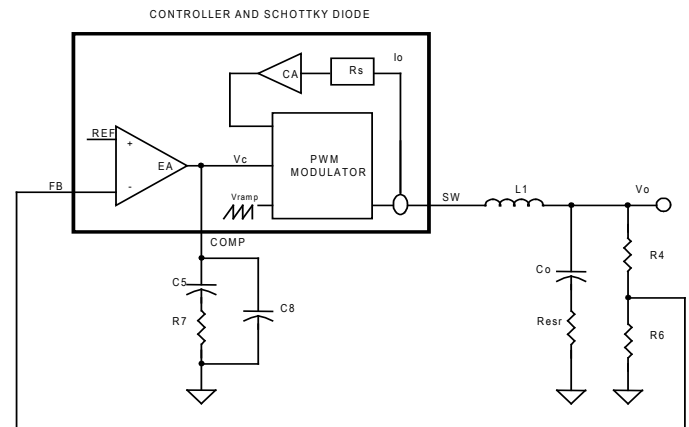 CONTROLLER AND SCHOTTKY DIODE
Io
CA
Rs
REF
+
EA
-
Vc
PWM
MODULATOR
FB
Vramp
SW
L1
Vo
COMP
C5
R7
C8
Co
Resr
R4
R6